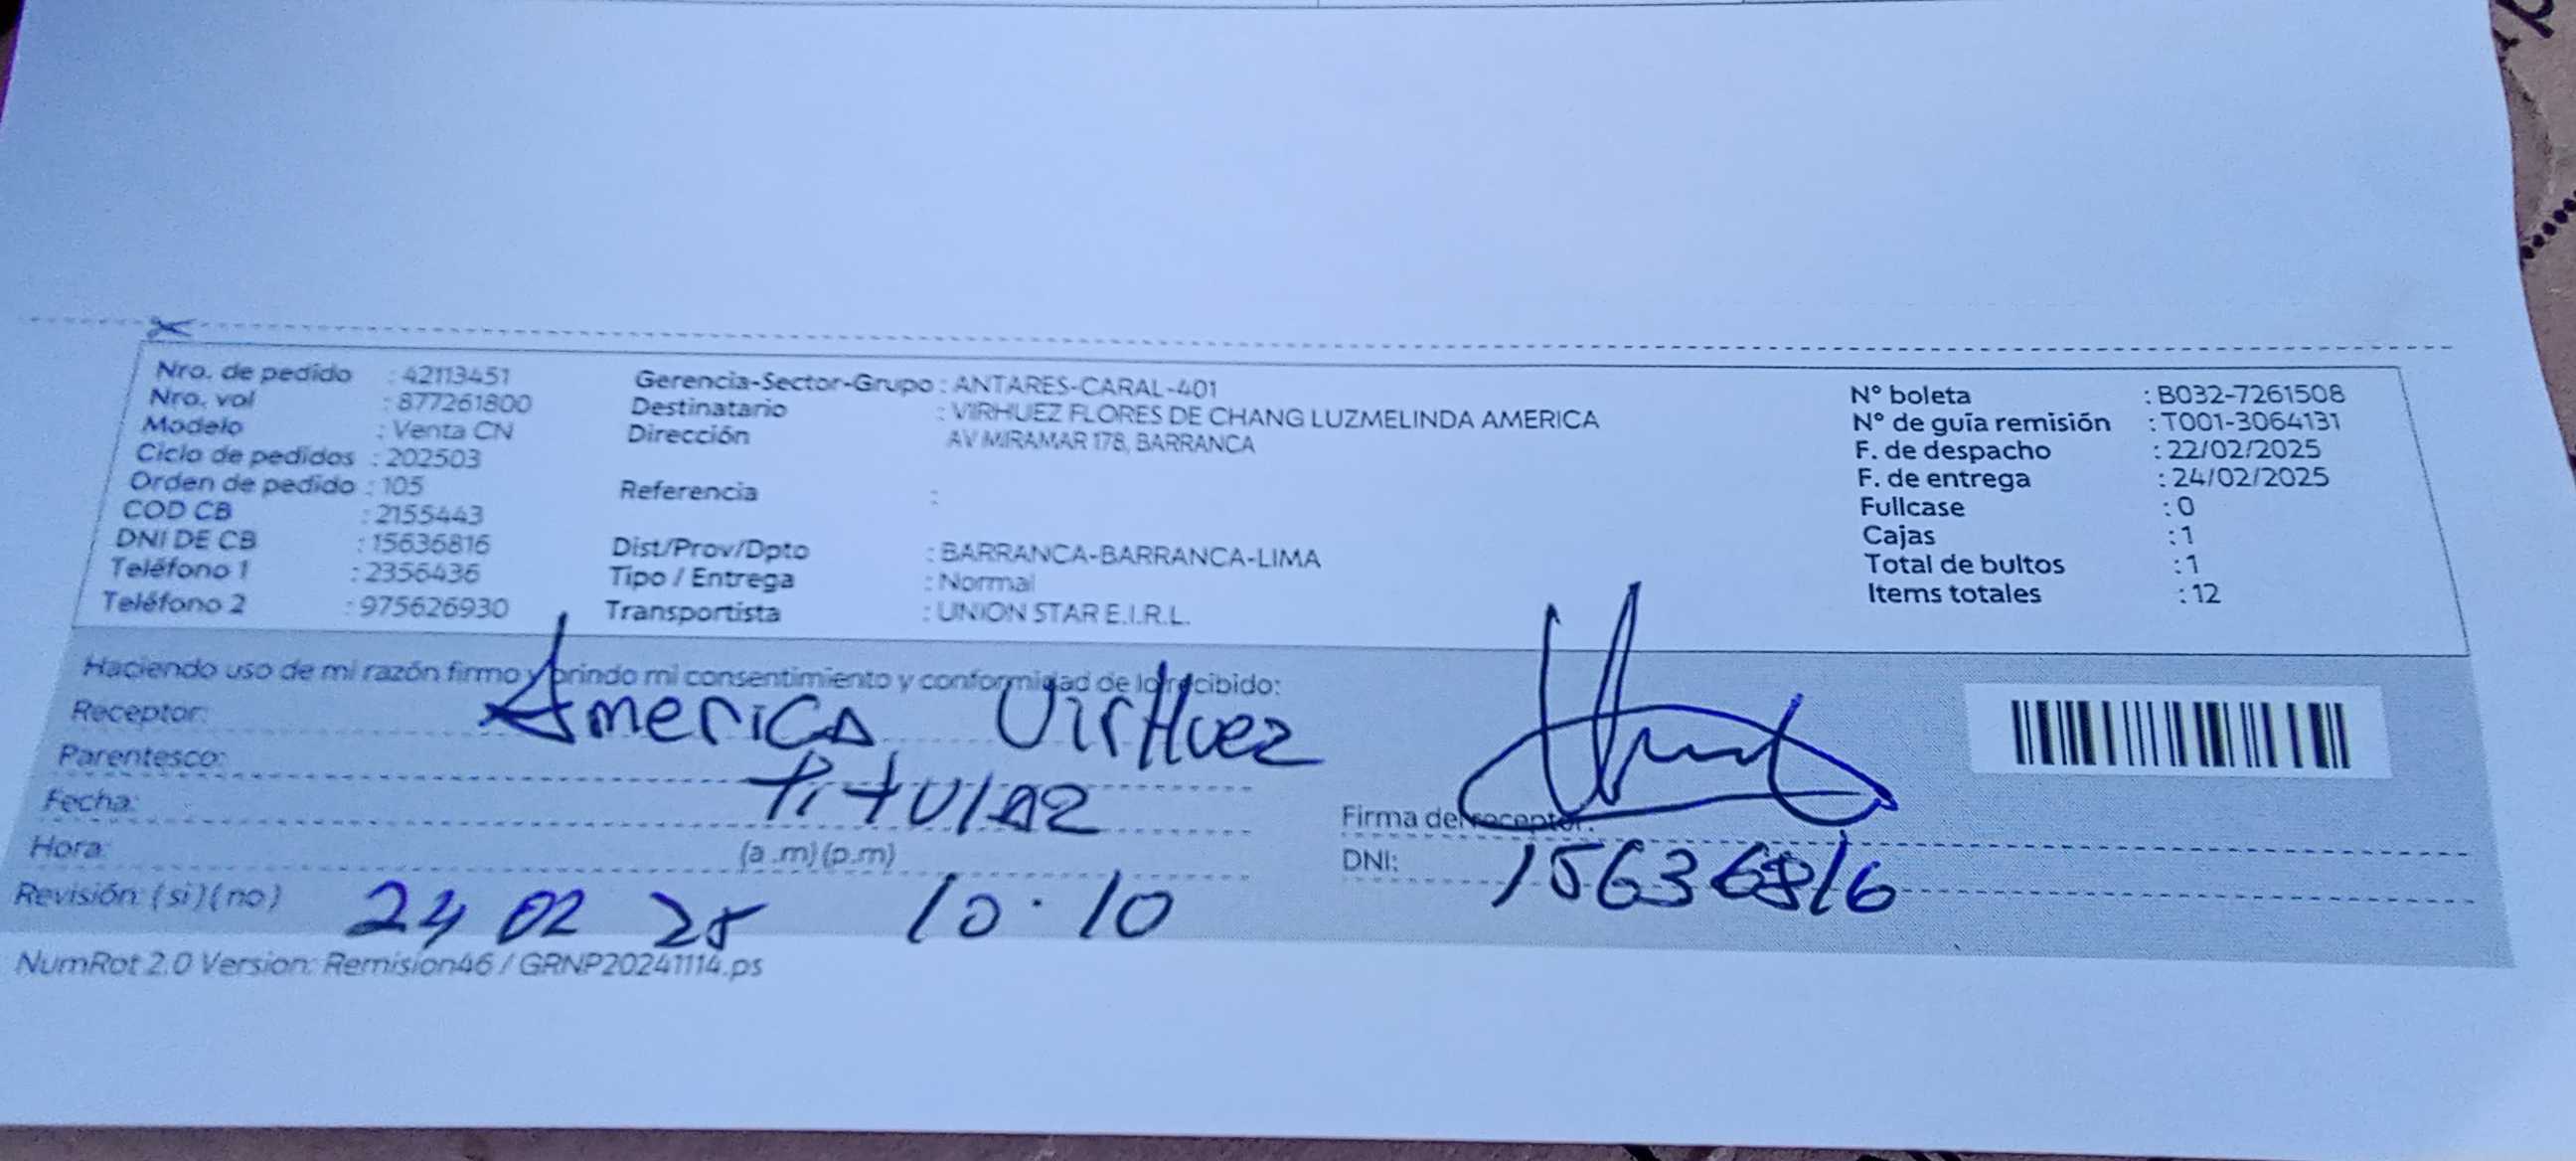 Nro. de pedido : 42113451
Nro. vol : 877261800
Modelo : Venta CN
Ciclo de pedidos : 202503
Orden de pedido : 105
COD CB : 2155443
DNI DE CB : 15636816
Teléfono 1 : 2356436
Teléfono 2 : 975626930
Gerencia-Sector-Grupo : ANTARES-CARAL-401
Destinatario : VIRHUEZ FLORES DE CHANG LUZMELINDA AMERICA
Dirección AV MIRAMAR 178, BARRANCA
Referencia :
Dist/Prov/Dpto : BARRANCA-BARRANCA-LIMA
Tipo / Entrega : Normal
Transportista : UNION STAR E.I.R.L.
N° boleta : B032-7261508
N° de guía remisión : T001-3064131
F. de despacho : 22/02/2025
F. de entrega : 24/02/2025
Fullcase : 0
Cajas : 1
Total de bultos : 1
Items totales : 12
Haciendo uso de mi razón firmo y brindo mi consentimiento y conformidad de lo recibido:
Receptor: America VirHuez
Parentesco:
Titular
Fecha:
Hora: (a.m) (p.m)
Revisión: (si) (no) 24 02 25 10.10
Firma del receptor:
DNI: 15636816
NumRot 2.0 Version: Remision46 / GRNP20241114.ps